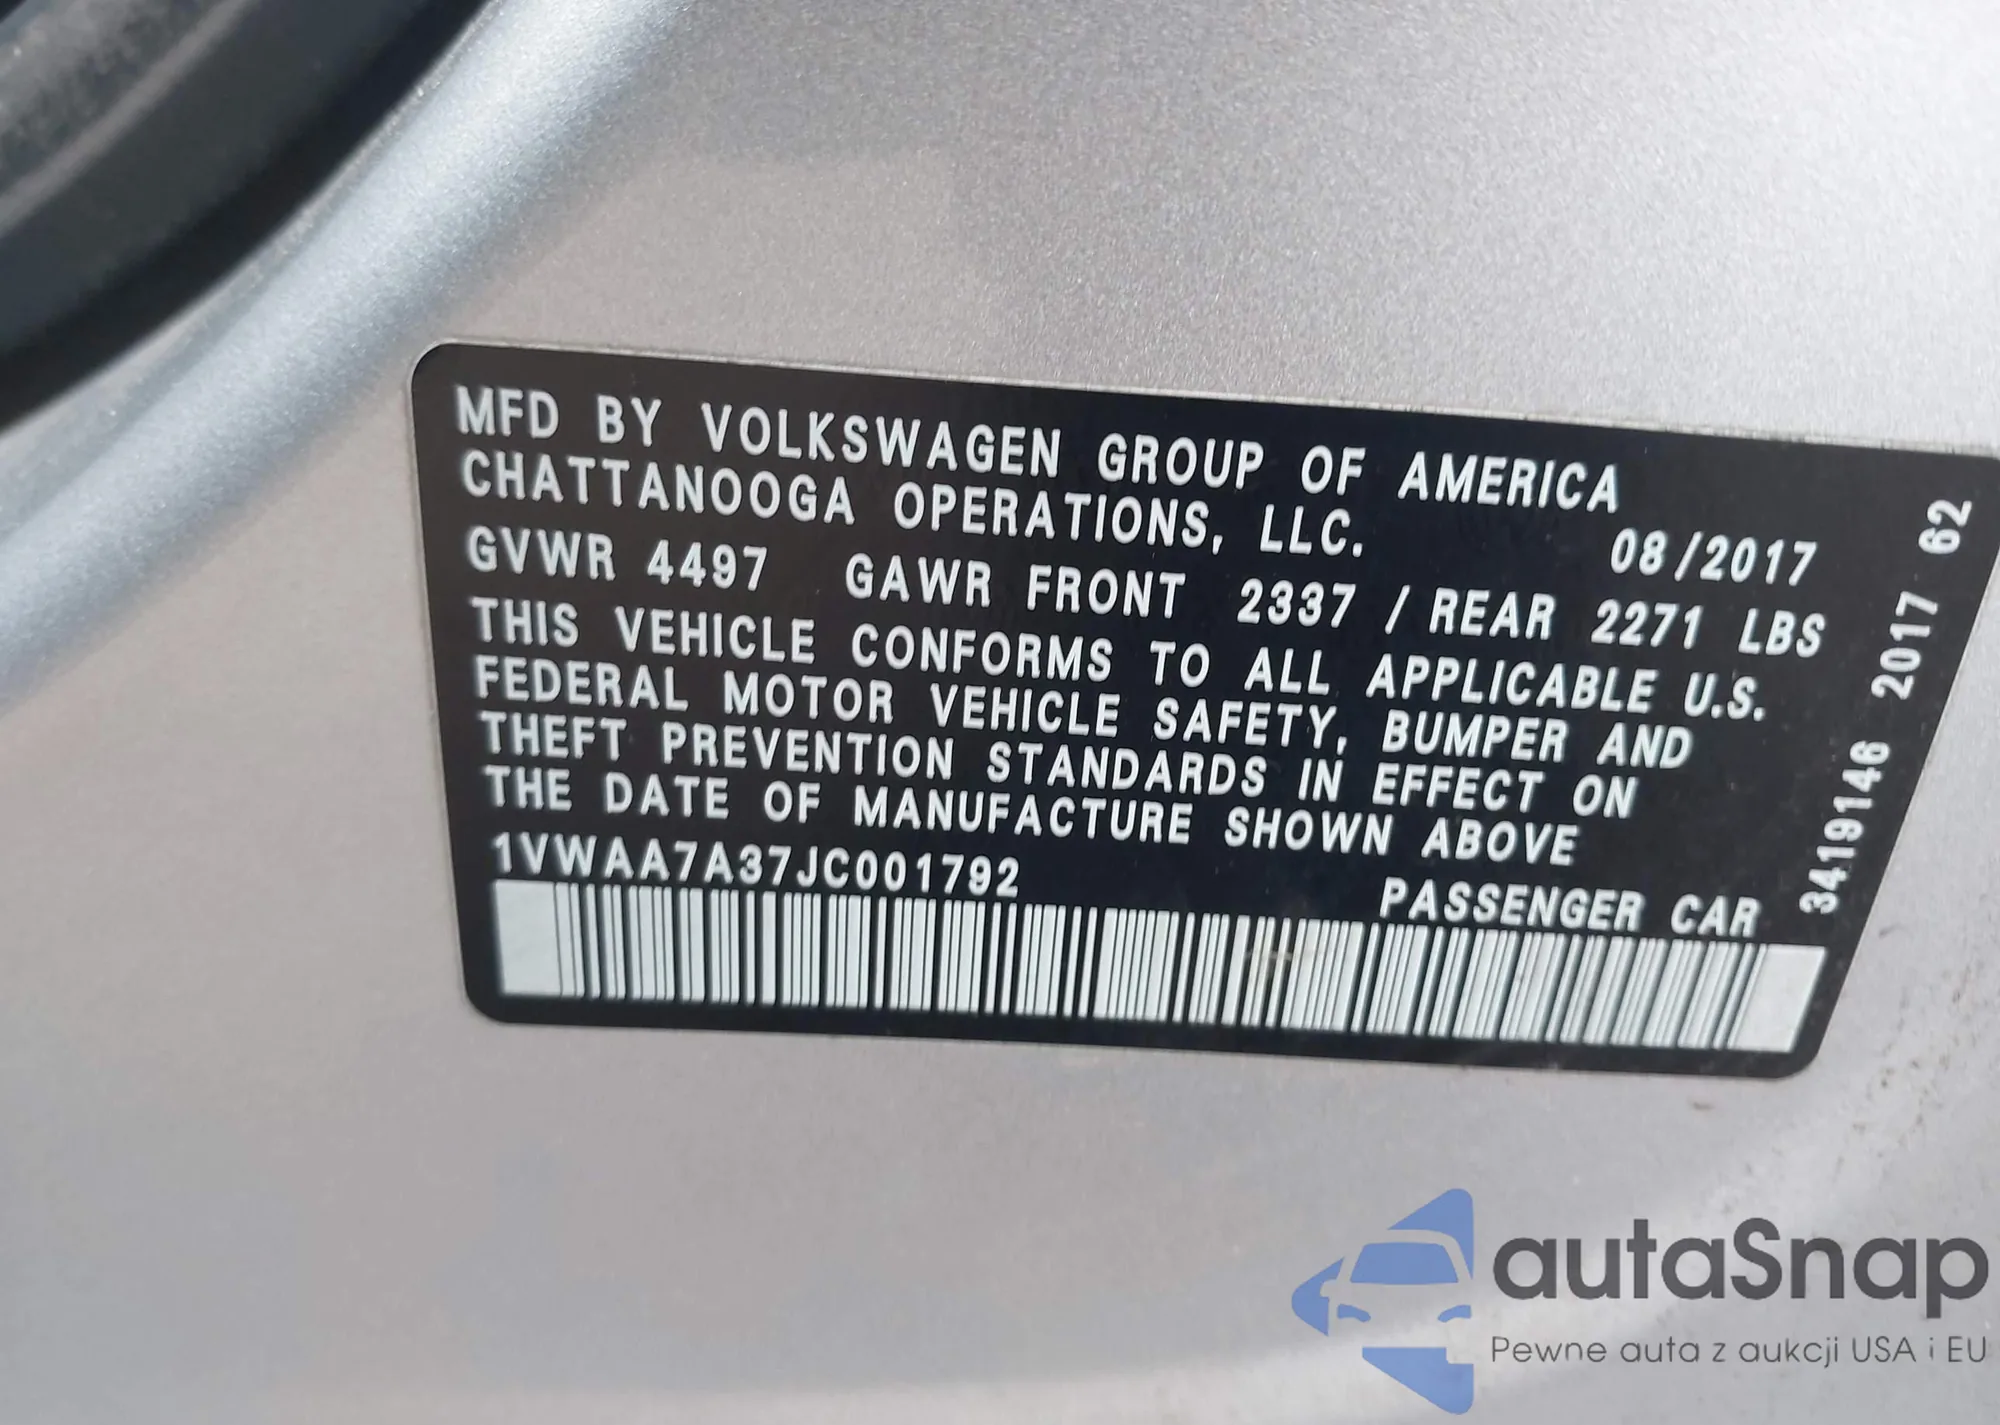 MFD BY VOLKSWAGEN GROUP OF AMERICA
CHATTANOOGA OPERATIONS, LLC.
08/2017
GVWR 4497 GAWR FRONT 2337 / REAR 2271 LBS
THIS VEHICLE CONFORMS TO ALL APPLICABLE U.S.
FEDERAL MOTOR VEHICLE SAFETY, BUMPER AND
THEFT PREVENTION STANDARDS IN EFFECT ON
THE DATE OF MANUFACTURE SHOWN ABOVE
1VWAA7A37JC001792
PASSENGER CAR
3419146 2017 62
autaSnap
Pewne auta z aukcji USA i EU